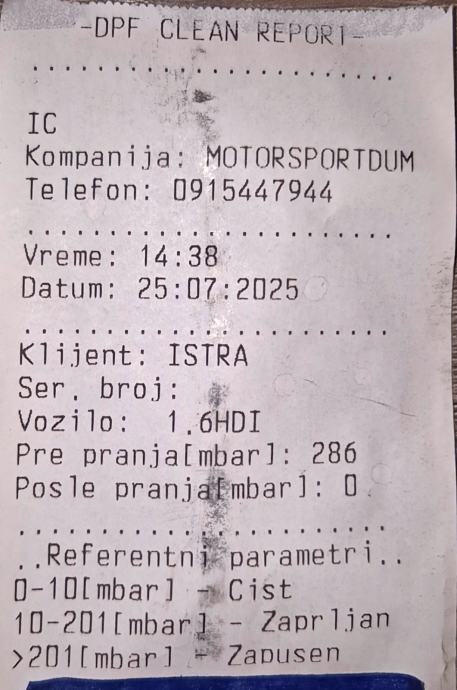 -DPF CLEAN REPORT-
........................
IC
Kompanija: MOTORSPORTDUM
Telefon: 0915447944
........................
Vreme: 14:38
Datum: 25:07:2025
........................
Klijent: ISTRA
Ser. broj:
Vozilo: 1.6HDI
Pre pranja[mbar]: 286
Posle pranja[mbar]: 0
........................
..Referentni parametri..
0-10[mbar] - Cist
10-201[mbar] - Zaprljan
>201[mbar] - Zapusen